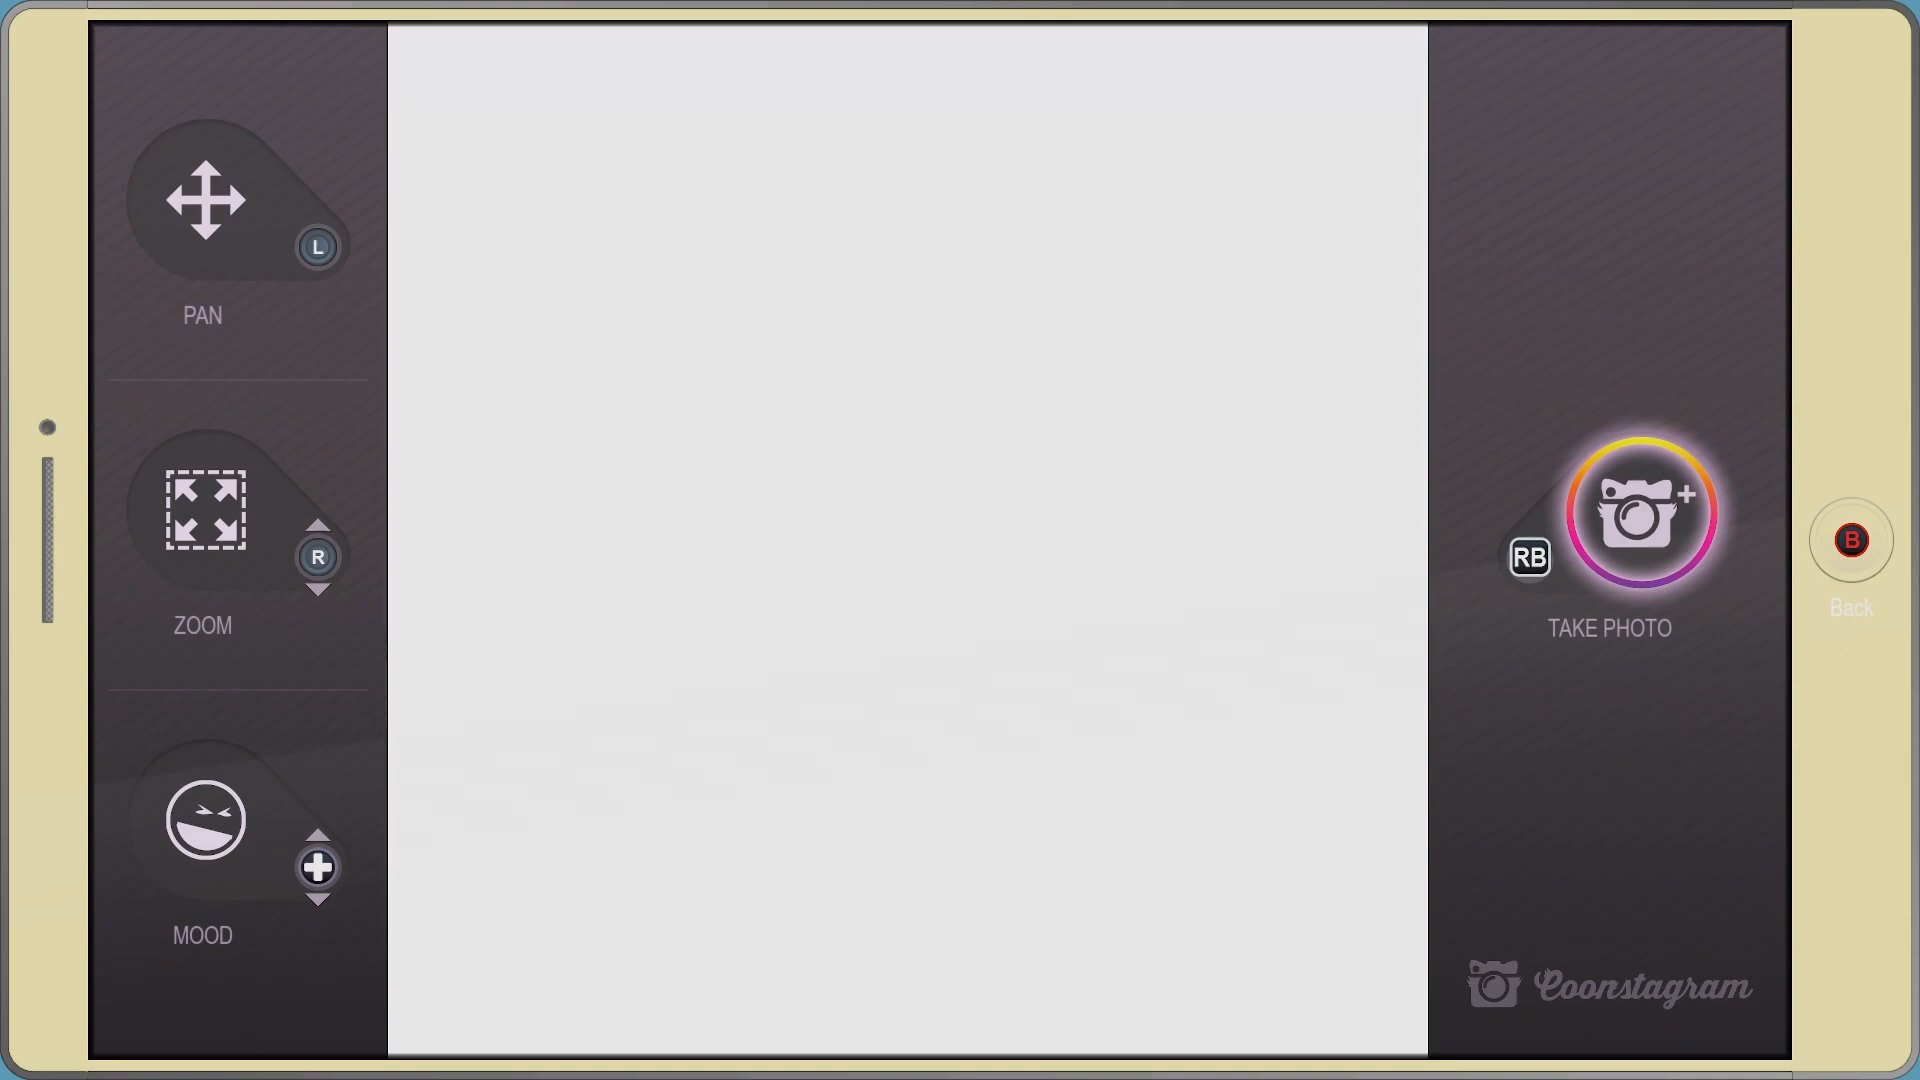 L
PAN
R
ZOOM
MOOD
RB
TAKE PHOTO
B
Back
Coonstagram